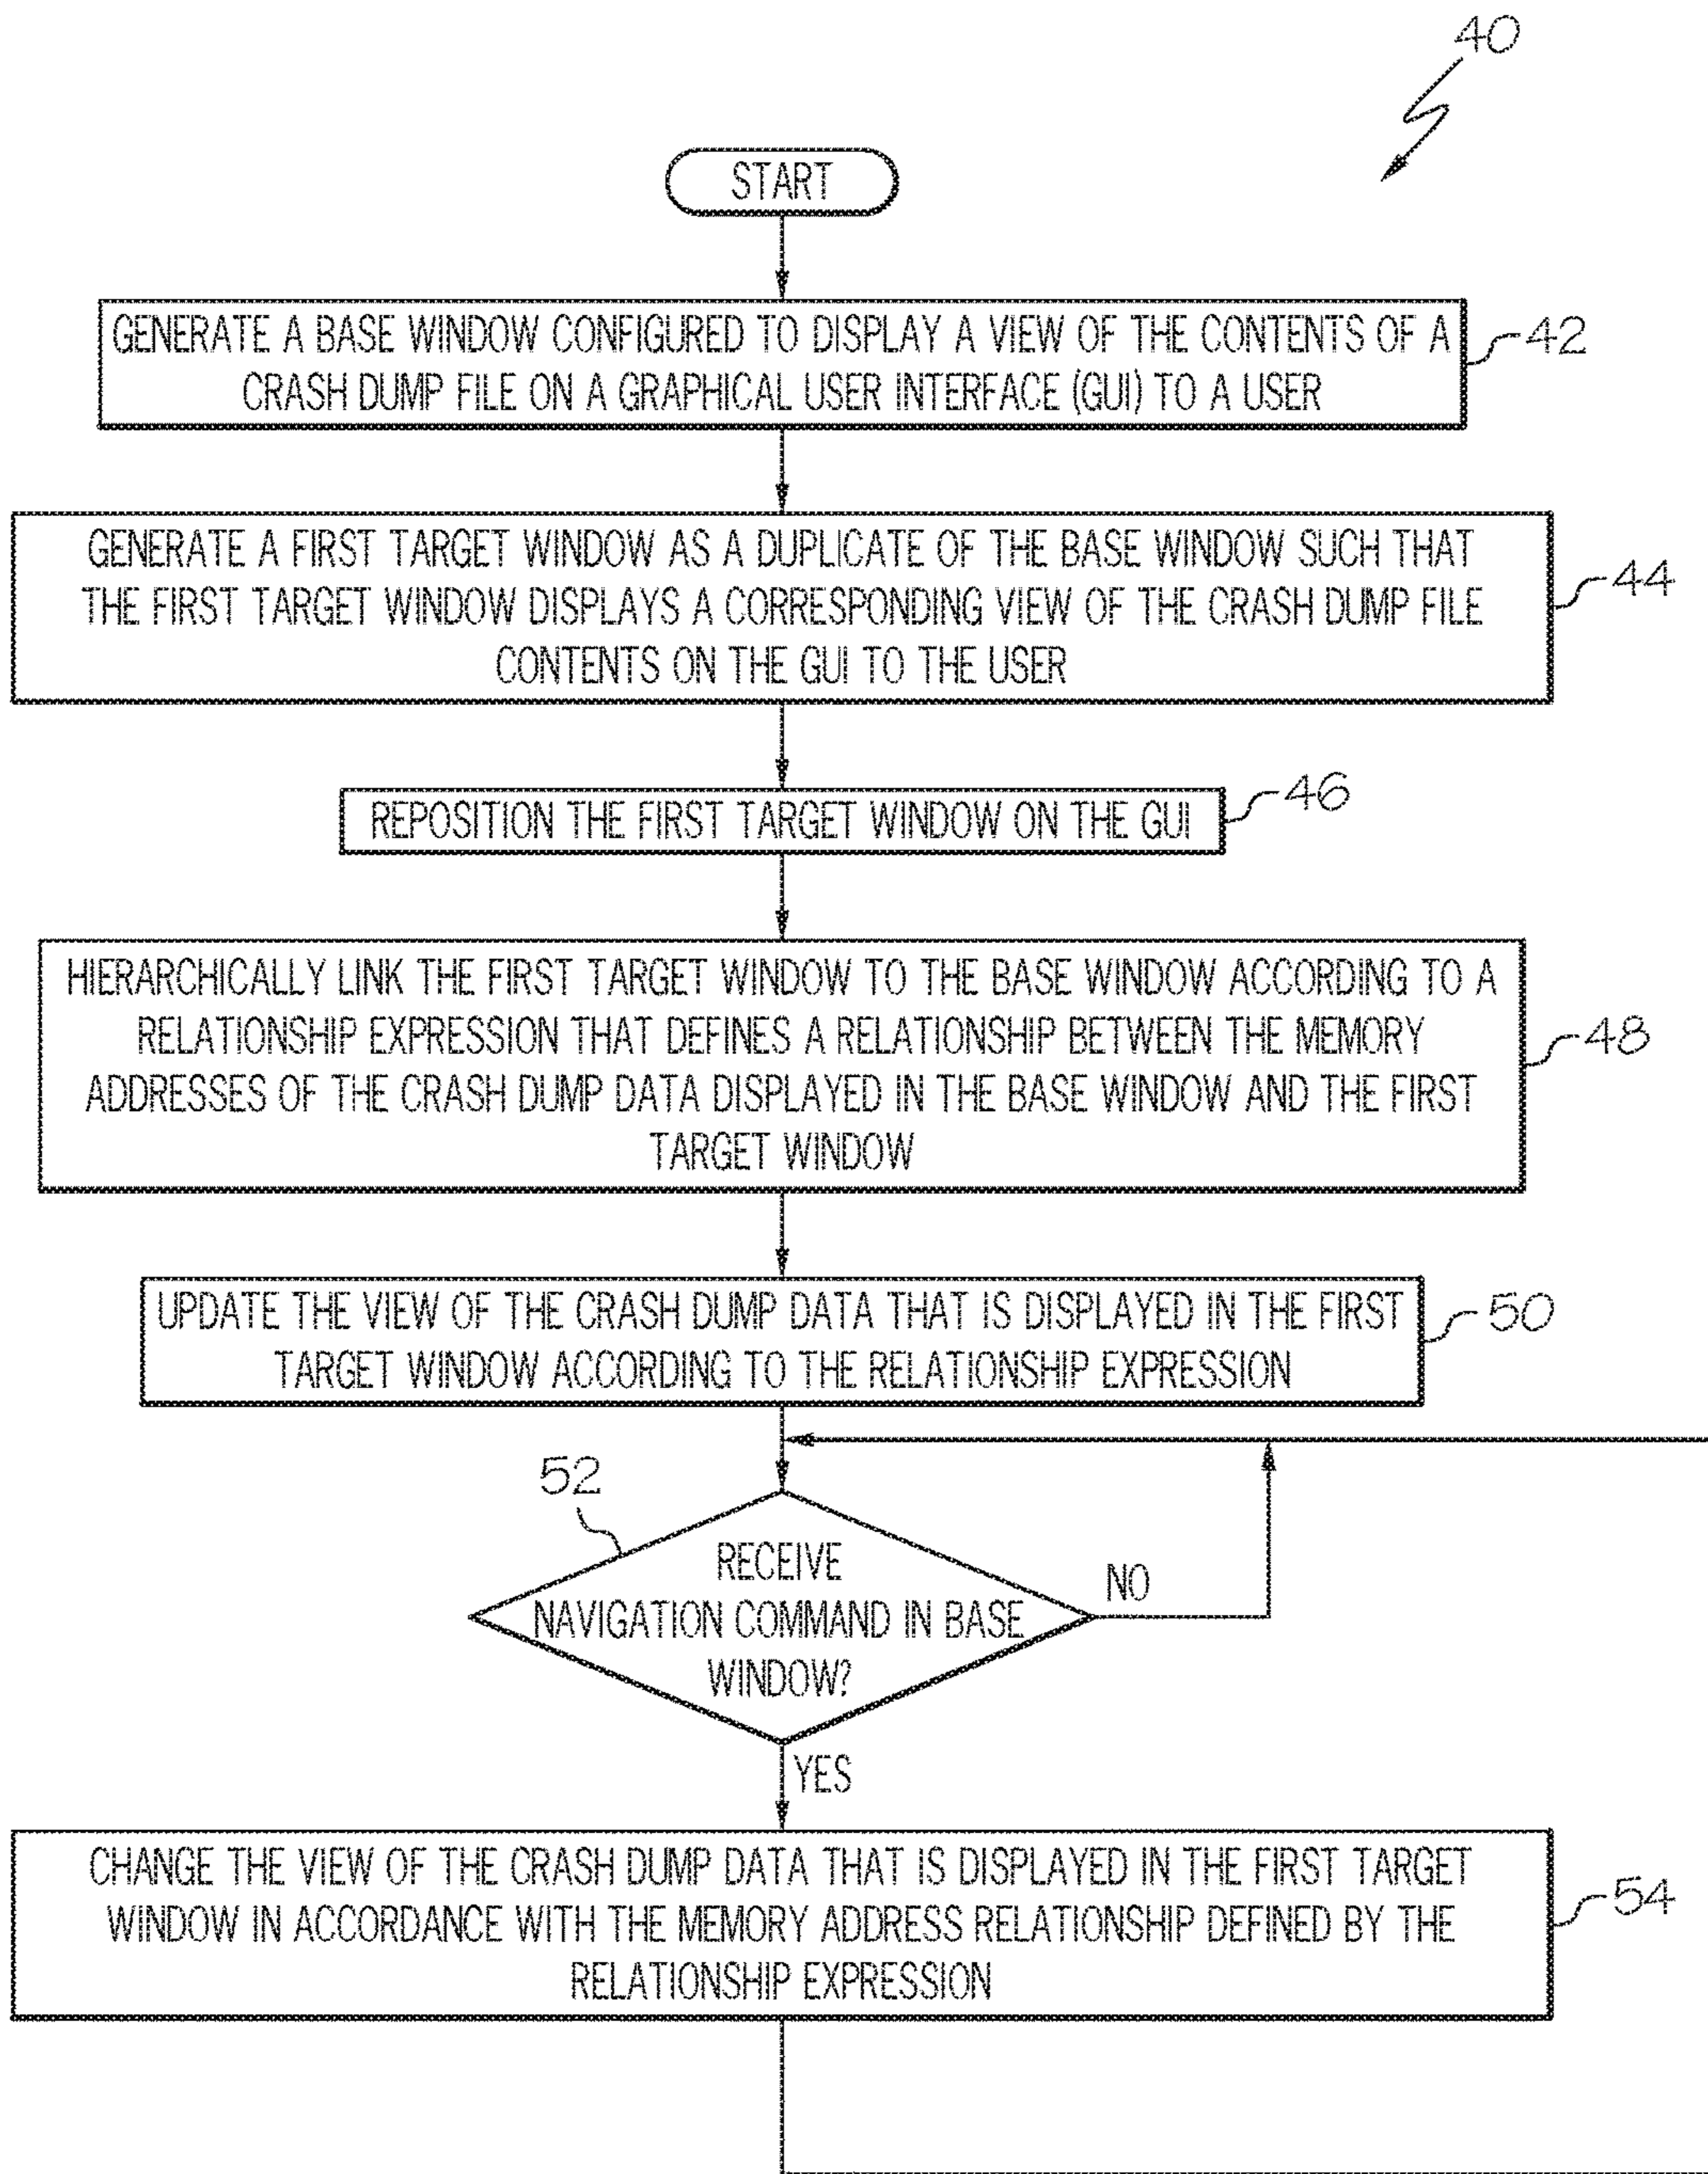 40
START
GENERATE A BASE WINDOW CONFIGURED TO DISPLAY A VIEW OF THE CONTENTS OF A
CRASH DUMP FILE ON A GRAPHICAL USER INTERFACE (GUI) TO A USER
42
GENERATE A FIRST TARGET WINDOW AS A DUPLICATE OF THE BASE WINDOW SUCH THAT
THE FIRST TARGET WINDOW DISPLAYS A CORRESPONDING VIEW OF THE CRASH DUMP FILE
CONTENTS ON THE GUI TO THE USER
44
REPOSITION THE FIRST TARGET WINDOW ON THE GUI
46
HIERARCHICALLY LINK THE FIRST TARGET WINDOW TO THE BASE WINDOW ACCORDING TO A
RELATIONSHIP EXPRESSION THAT DEFINES A RELATIONSHIP BETWEEN THE MEMORY
ADDRESSES OF THE CRASH DUMP DATA DISPLAYED IN THE BASE WINDOW AND THE FIRST
TARGET WINDOW
48
UPDATE THE VIEW OF THE CRASH DUMP DATA THAT IS DISPLAYED IN THE FIRST
TARGET WINDOW ACCORDING TO THE RELATIONSHIP EXPRESSION
50
52
RECEIVE
NAVIGATION COMMAND IN BASE
WINDOW?
NO
YES
CHANGE THE VIEW OF THE CRASH DUMP DATA THAT IS DISPLAYED IN THE FIRST TARGET
WINDOW IN ACCORDANCE WITH THE MEMORY ADDRESS RELATIONSHIP DEFINED BY THE
RELATIONSHIP EXPRESSION
54